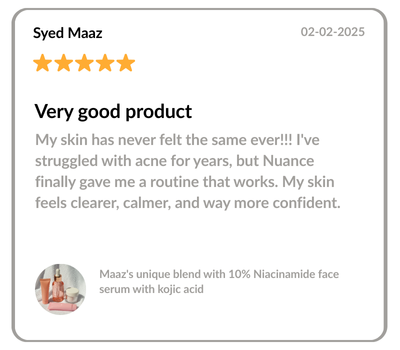 Syed Maaz
02-02-2025
Very good product
My skin has never felt the same ever!!! I've
struggled with acne for years, but Nuance
finally gave me a routine that works. My skin
feels clearer, calmer, and way more confident.
Maaz's unique blend with 10% Niacinamide face
serum with kojic acid